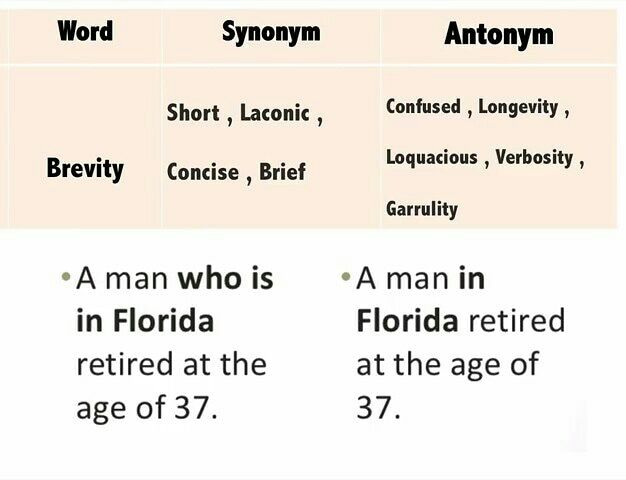 Word Synonym Antonym
Brevity
Short , Laconic ,
Concise , Brief
Confused , Longevity ,
Loquacious , Verbosity ,
Garrulity
• A man who is
in Florida
retired at the
age of 37.
• A man in
Florida retired
at the age of
37.